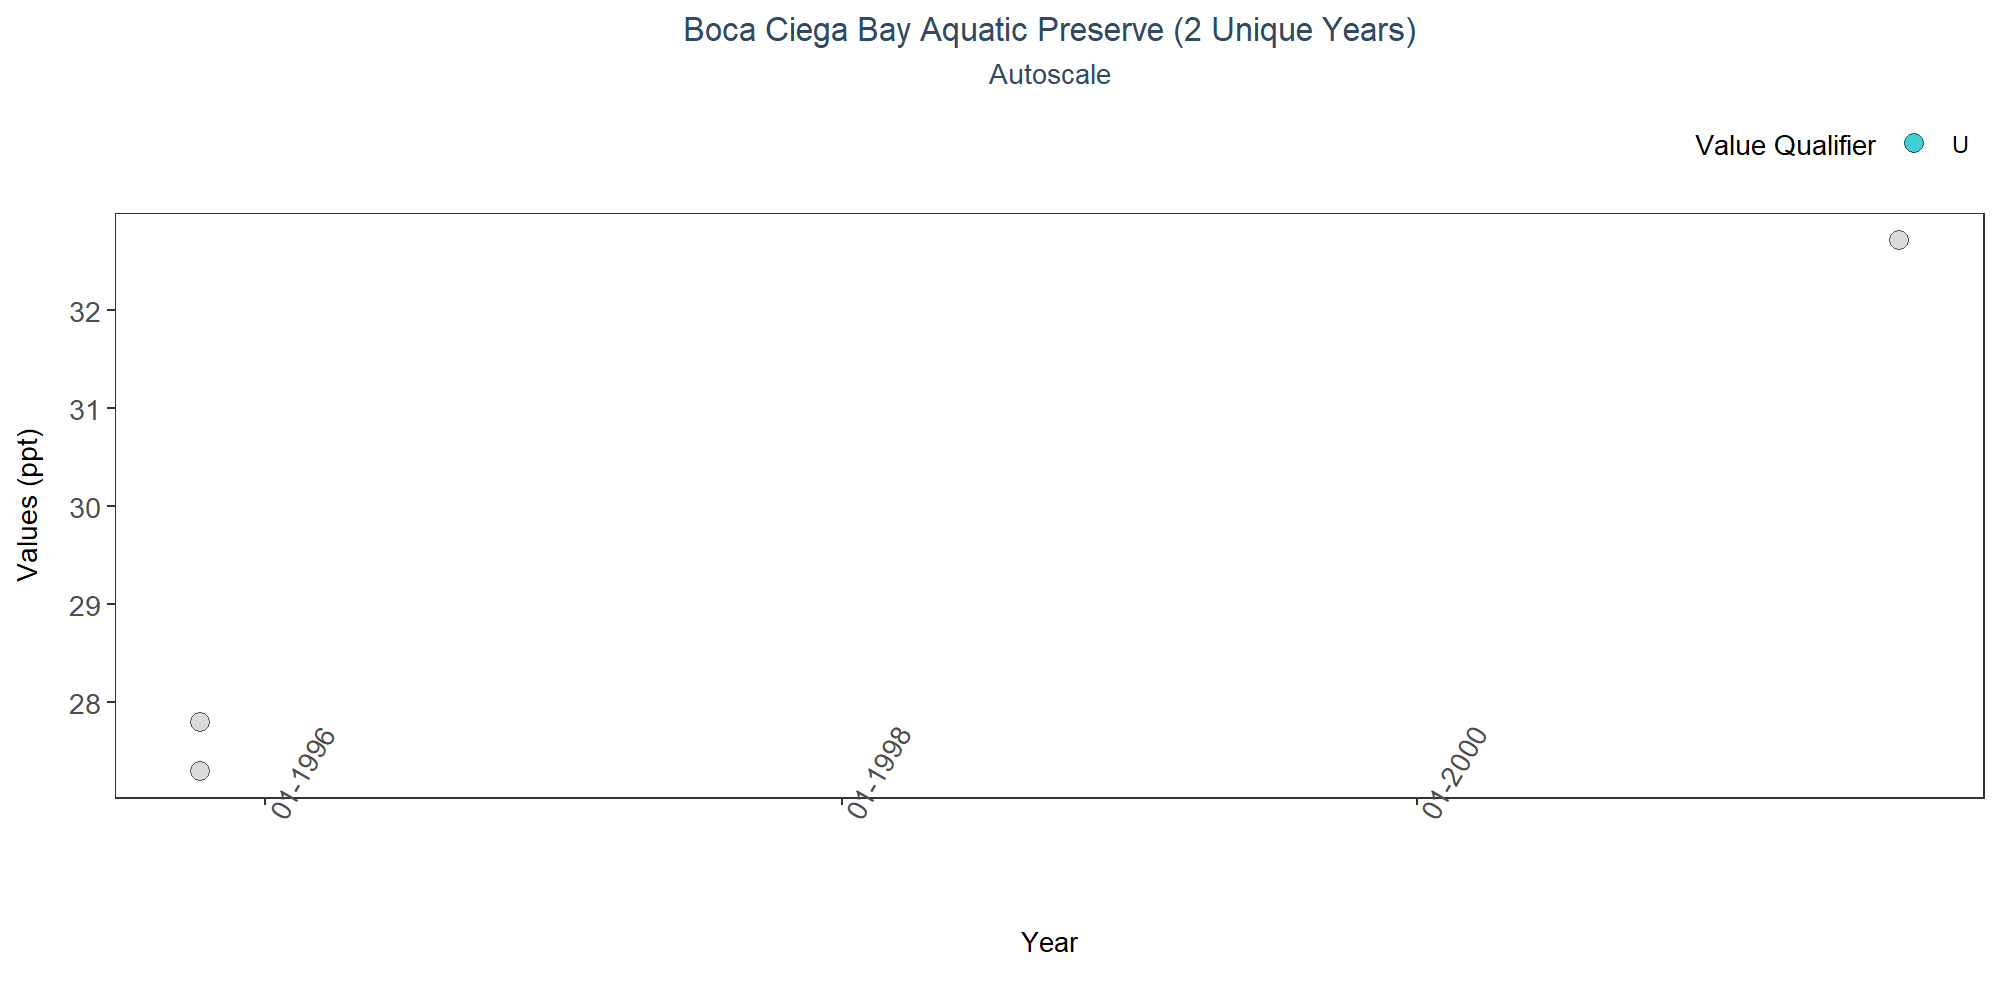 Boca Ciega Bay Aquatic Preserve (2 Unique Years)
Autoscale
Value Qualifier U
32
31
30
29
28
Values (ppt)
01-1996
01-1998
01-2000
Year